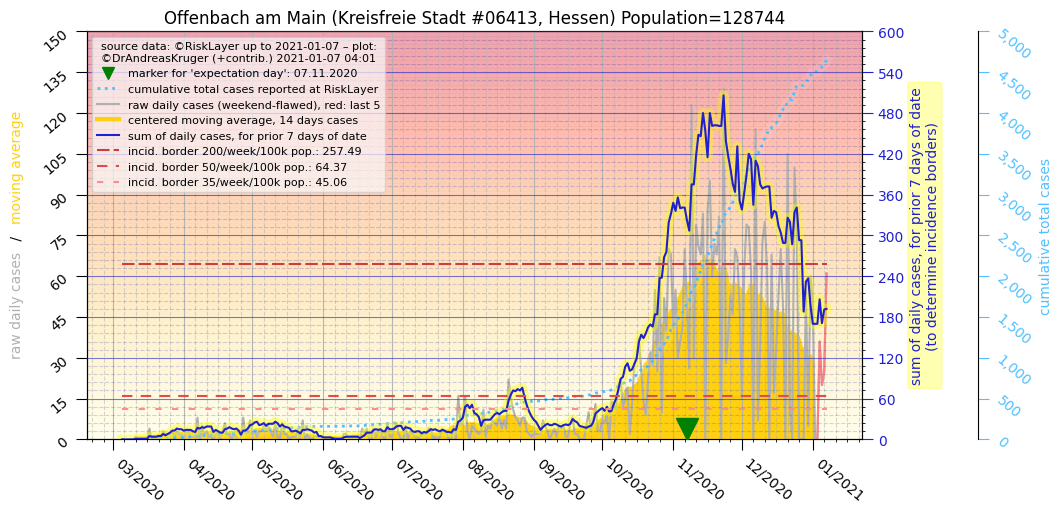 Offenbach am Main (Kreisfreie Stadt #06413, Hessen) Population=128744
source data: ©RiskLayer up to 2021-01-07 – plot:
©DrAndreasKruger (+contrib.) 2021-01-07 04:01
marker for 'expectation day': 07.11.2020
cumulative total cases reported at RiskLayer
raw daily cases (weekend-flawed), red: last 5
centered moving average, 14 days cases
sum of daily cases, for prior 7 days of date
incid. border 200/week/100k pop.: 257.49
incid. border 50/week/100k pop.: 64.37
incid. border 35/week/100k pop.: 45.06
raw daily cases / moving average
150
135
120
105
90
75
60
45
30
15
0
03/2020
04/2020
05/2020
06/2020
07/2020
08/2020
09/2020
10/2020
11/2020
12/2020
01/2021
600
540
480
420
360
300
240
180
120
60
0
sum of daily cases, for prior 7 days of date
(to determine incidence borders)
5,000
4,500
4,000
3,500
3,000
2,500
2,000
1,500
1,000
500
0
cumulative total cases